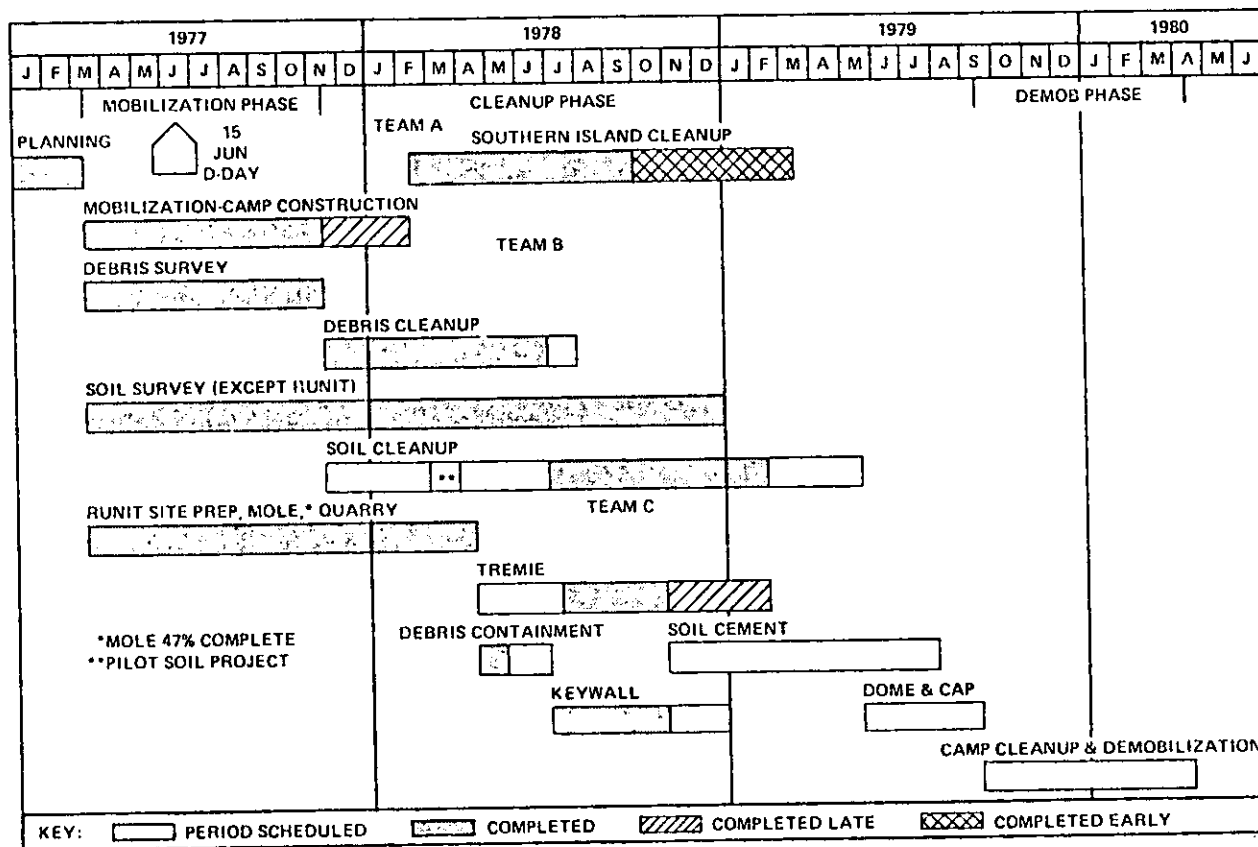 1977 1978 1979 1980
J F M A M J J A S O N D J F M A M J J A S O N D J F M A M J J A S O N D J F M A M J
MOBILIZATION PHASE CLEANUP PHASE DEMOB PHASE
TEAM A
PLANNING
15
JUN
D-DAY
SOUTHERN ISLAND CLEANUP
MOBILIZATION-CAMP CONSTRUCTION
TEAM B
DEBRIS SURVEY
DEBRIS CLEANUP
SOIL SURVEY (EXCEPT RUNIT)
SOIL CLEANUP
**
RUNIT SITE PREP, MOLE,* QUARRY
TEAM C
TREMIE
*MOLE 47% COMPLETE
**PILOT SOIL PROJECT
DEBRIS CONTAINMENT
SOIL CEMENT
KEYWALL
DOME & CAP
CAMP CLEANUP & DEMOBILIZATION
KEY: PERIOD SCHEDULED COMPLETED COMPLETED LATE COMPLETED EARLY